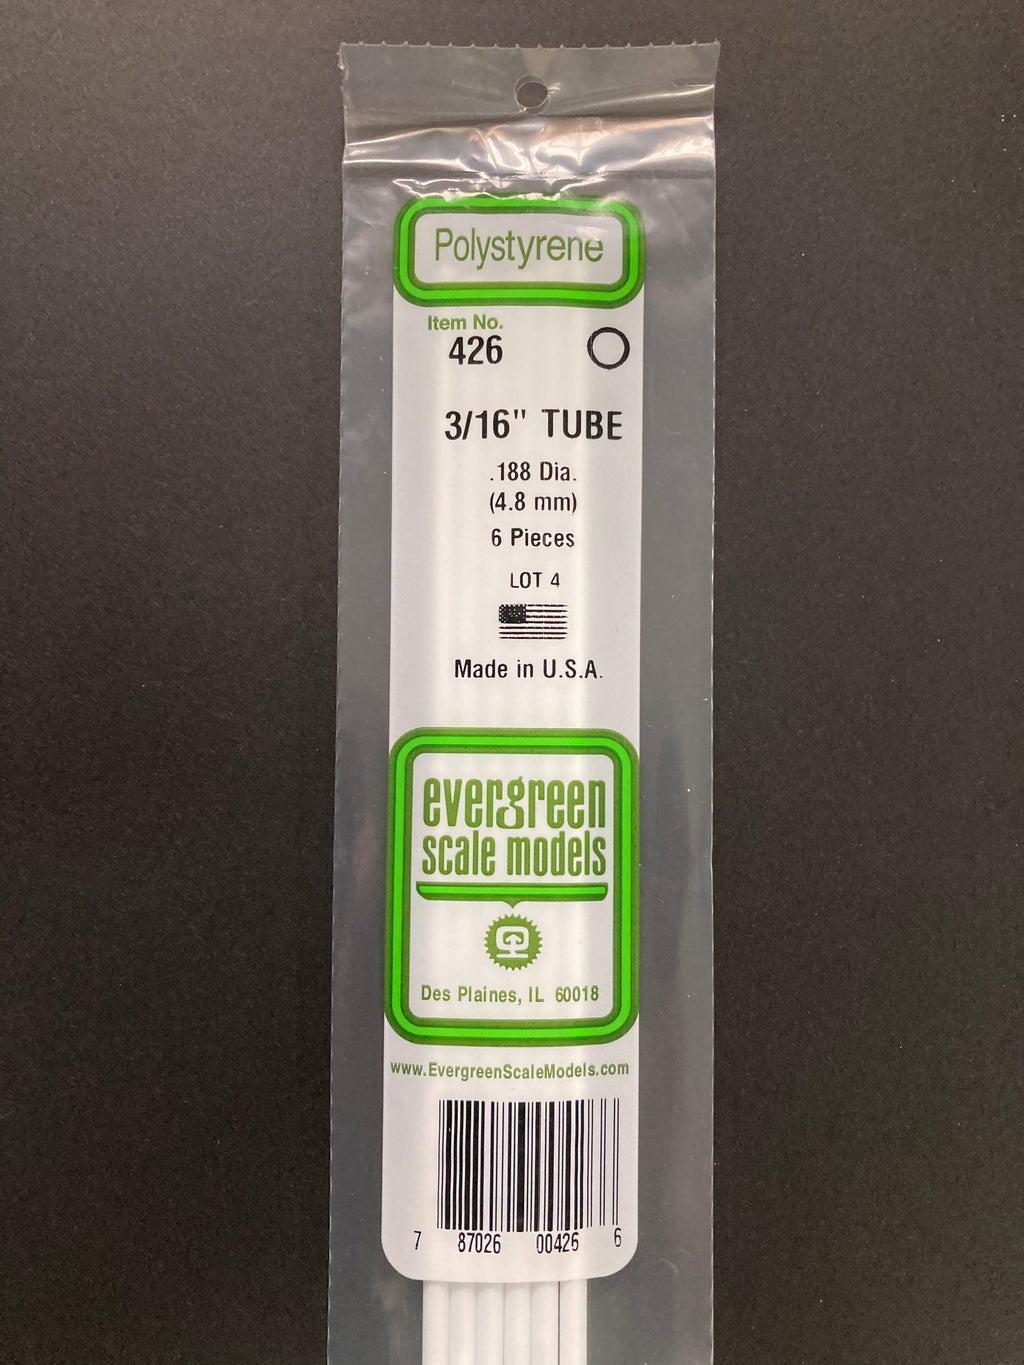 Polystyrene
Item No.
426
3/16" TUBE
.188 Dia.
(4.8 mm)
6 Pieces
LOT 4
Made in U.S.A.
evergreen
scale models
Des Plaines, IL 60018
www.EvergreenScaleModels.com
7 87026 00426 6